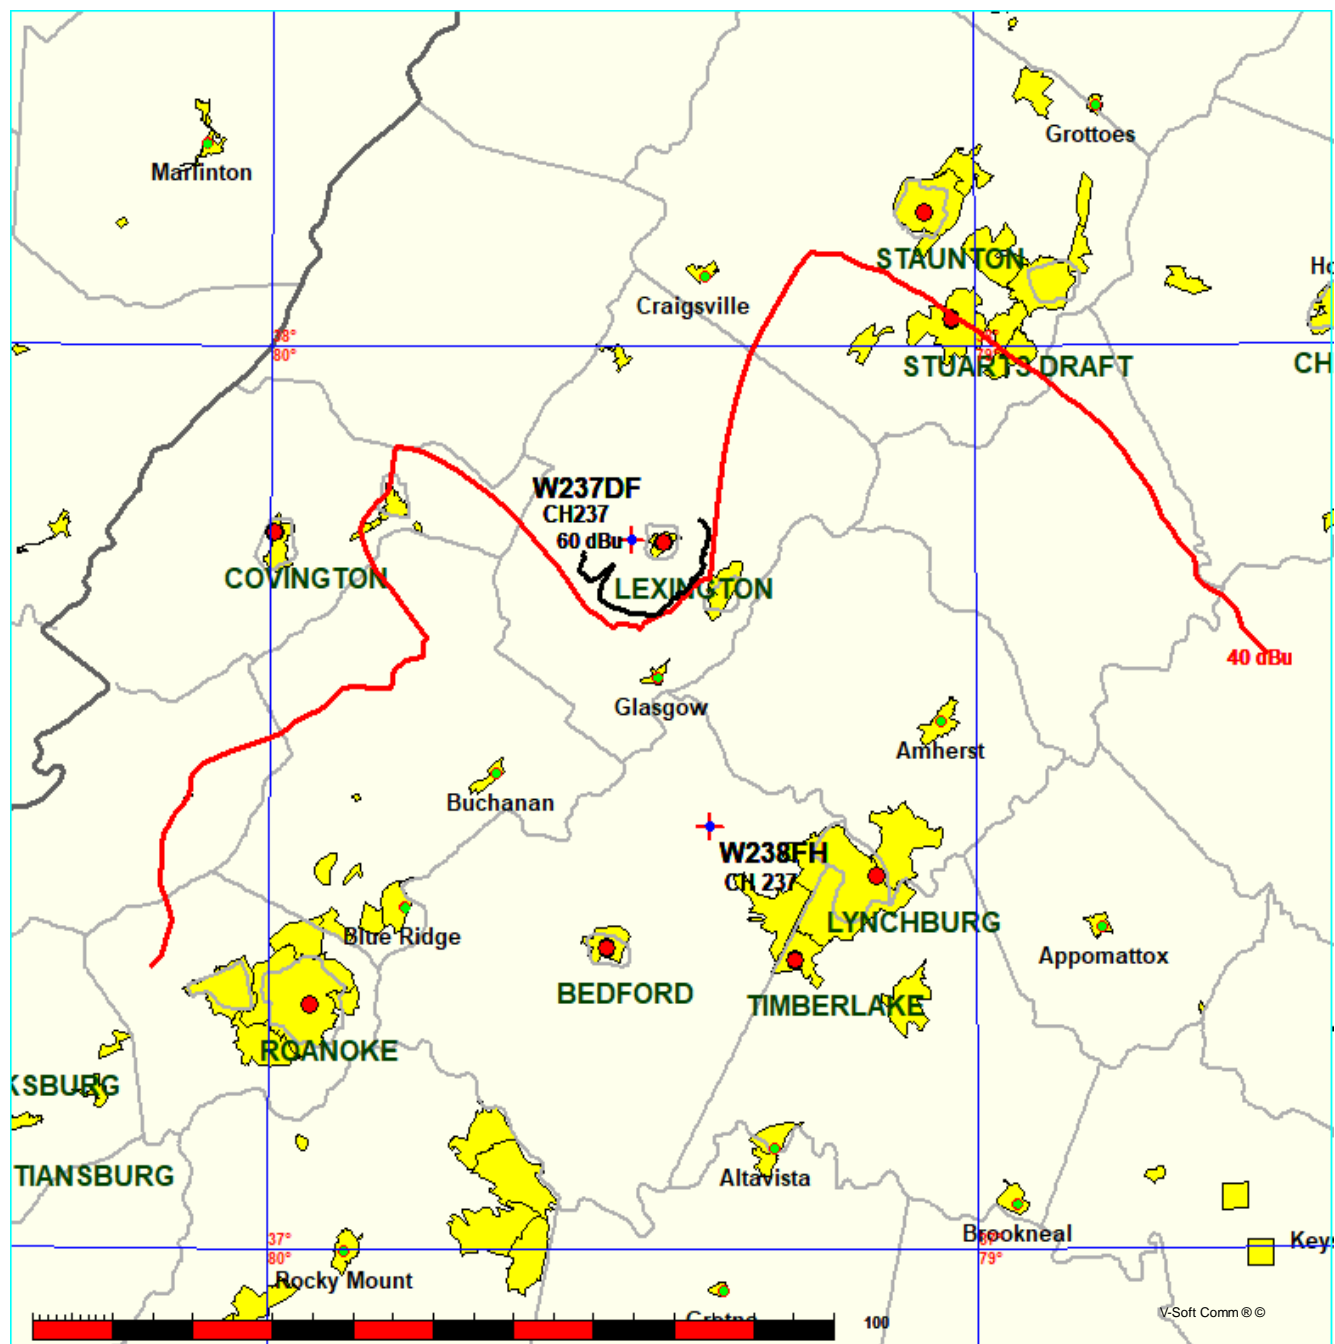 Grottoes
Marlinton
STAUNTON
Craigsville
38°
80°
79°
STUARTS DRAFT
CH
W237DF
CH237
60 dBu
COVINGTON
LEXINGTON
40 dBu
Glasgow
Amherst
Buchanan
W238FH
CH 237
LYNCHBURG
Blue Ridge
Appomattox
BEDFORD
TIMBERLAKE
ROANOKE
KSBURG
TIANSBURG
Altavista
Brookneal
37°
80°
79°
Keys
Rocky Mount
V-Soft Comm ® ©
100